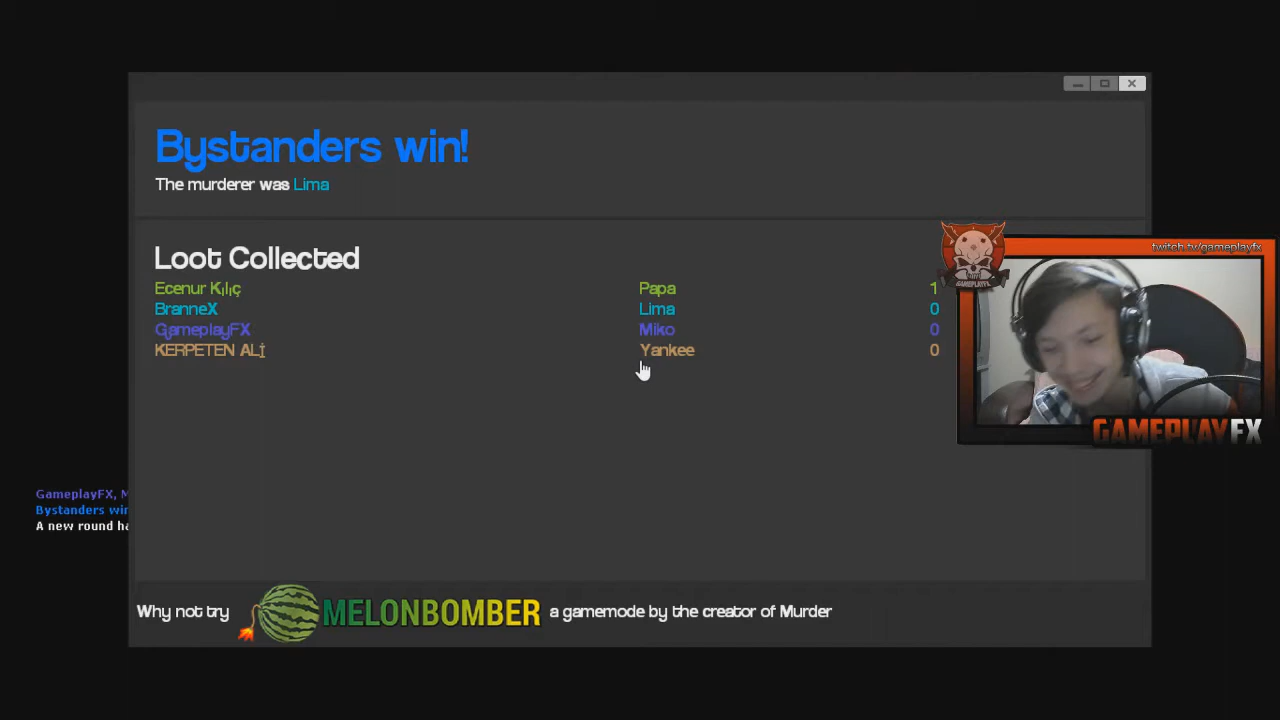 Bystanders win!
The murderer was Lima
Loot Collected
Ecenur Kılıç Papa 1
BranneX Lima 0
GameplayFX Miko 0
KERPETEN ALİ Yankee 0
twitch.tv/gameplayfx
GAMEPLAYFX
GameplayFX, M
Bystanders wir
A new round ha
Why not try MELONBOMBER a gamemode by the creator of Murder